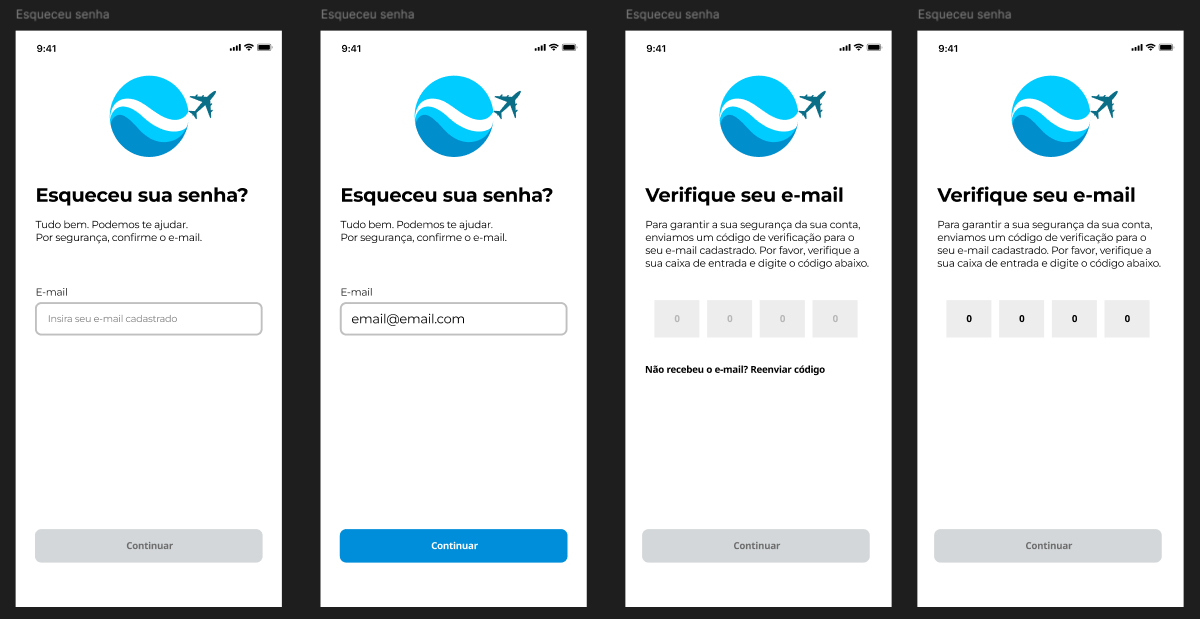 Esqueceu senha
9:41
Esqueceu sua senha?
Tudo bem. Podemos te ajudar.
Por segurança, confirme o e-mail.
E-mail
Insira seu e-mail cadastrado
Continuar
Esqueceu senha
9:41
Esqueceu sua senha?
Tudo bem. Podemos te ajudar.
Por segurança, confirme o e-mail.
E-mail
email@email.com
Continuar
Esqueceu senha
9:41
Verifique seu e-mail
Para garantir a sua segurança da sua conta,
enviamos um código de verificação para o
seu e-mail cadastrado. Por favor, verifique a
sua caixa de entrada e digite o código abaixo.
0 0 0 0
Não recebeu o e-mail? Reenviar código
Continuar
Esqueceu senha
9:41
Verifique seu e-mail
Para garantir a sua segurança da sua conta,
enviamos um código de verificação para o
seu e-mail cadastrado. Por favor, verifique a
sua caixa de entrada e digite o código abaixo.
0 0 0 0
Continuar